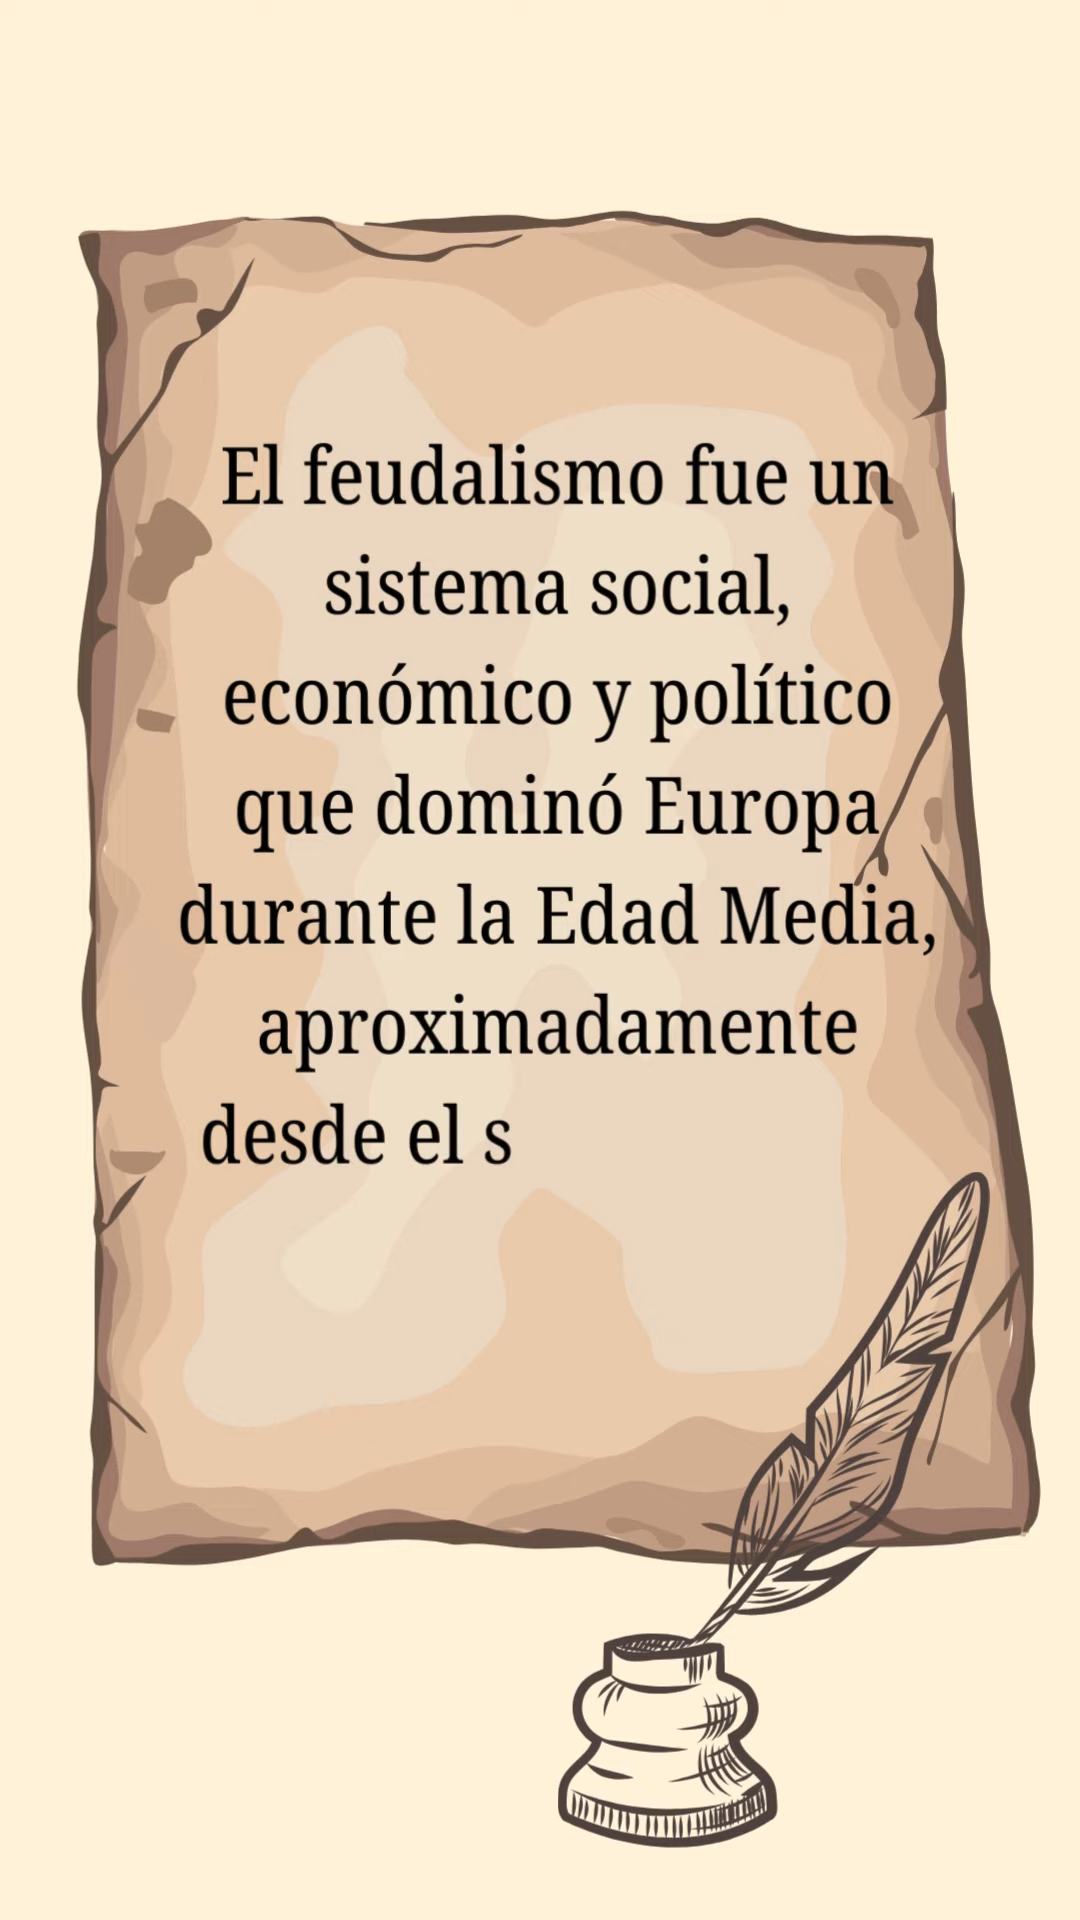 El feudalismo fue un
sistema social,
económico y político
que dominó Europa
durante la Edad Media,
aproximadamente
desde el s